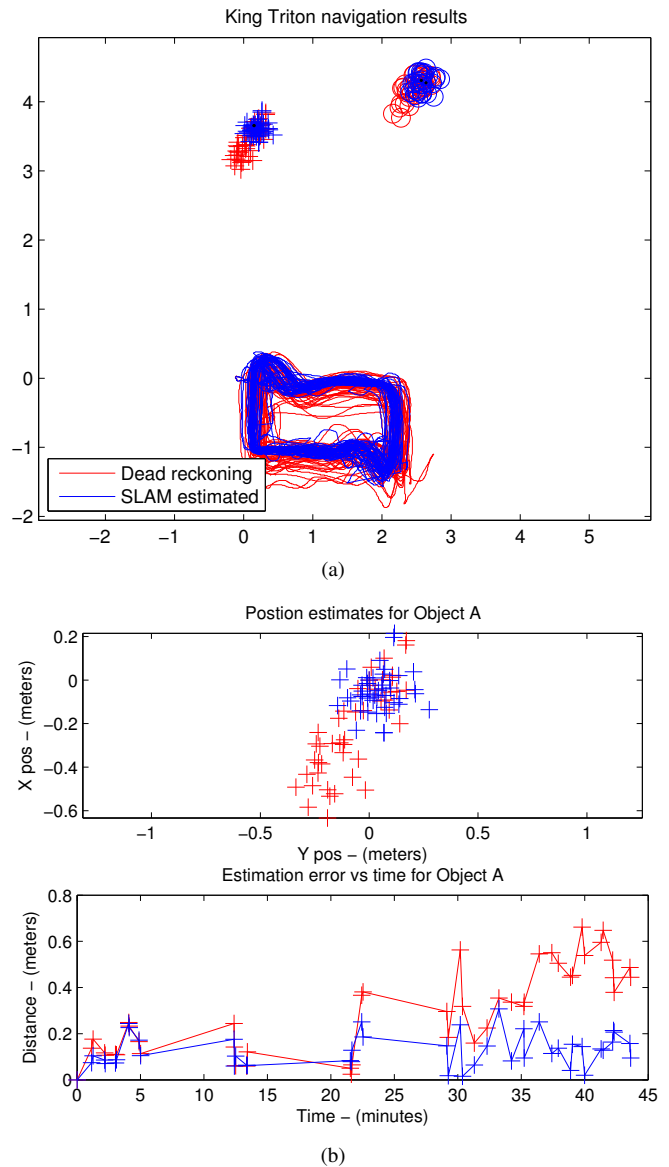 King Triton navigation results
4
3
2
1
0
−1
−2
−2 −1 0 1 2 3 4 5
Dead reckoning
SLAM estimated
(a)
Postion estimates for Object A
X pos − (meters)
0.2
0
−0.2
−0.4
−0.6
−1 −0.5 0 0.5 1
Y pos − (meters)
Estimation error vs time for Object A
Distance − (meters)
0.8
0.6
0.4
0.2
0
0 5 10 15 20 25 30 35 40 45
Time − (minutes)
(b)